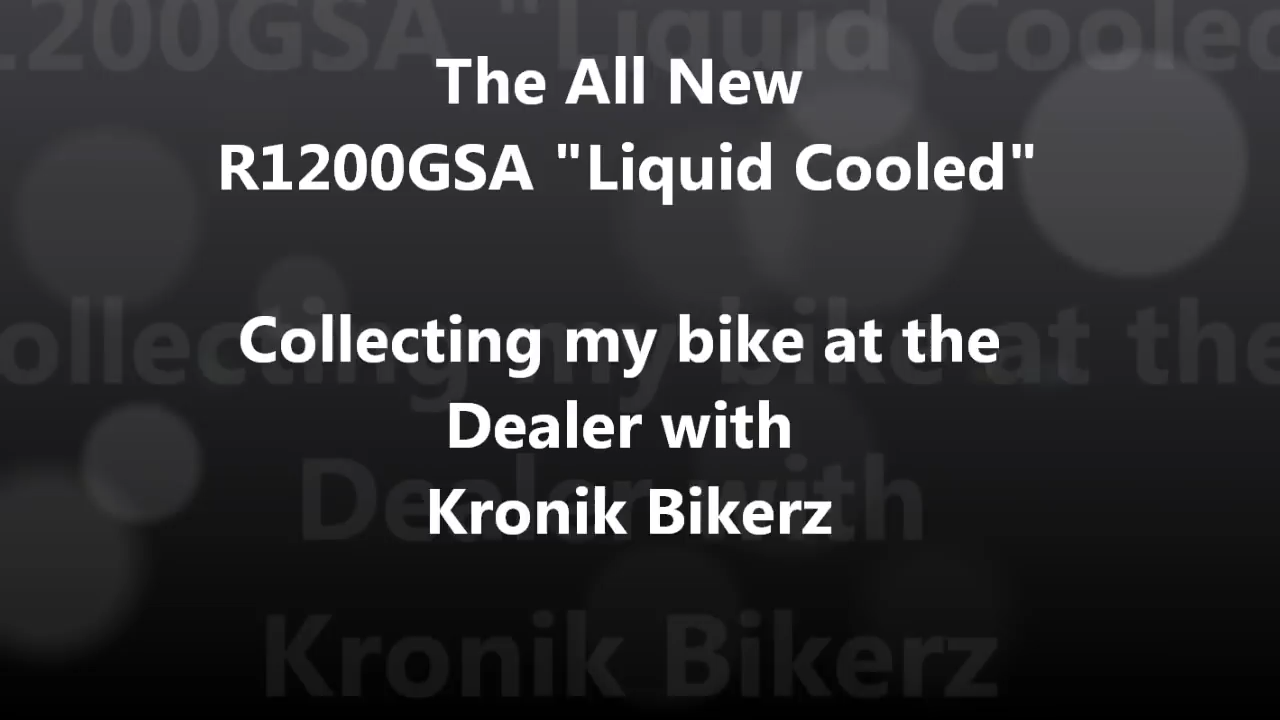 The All New
R1200GSA "Liquid Cooled"
Collecting my bike at the
Dealer with
Kronik Bikerz